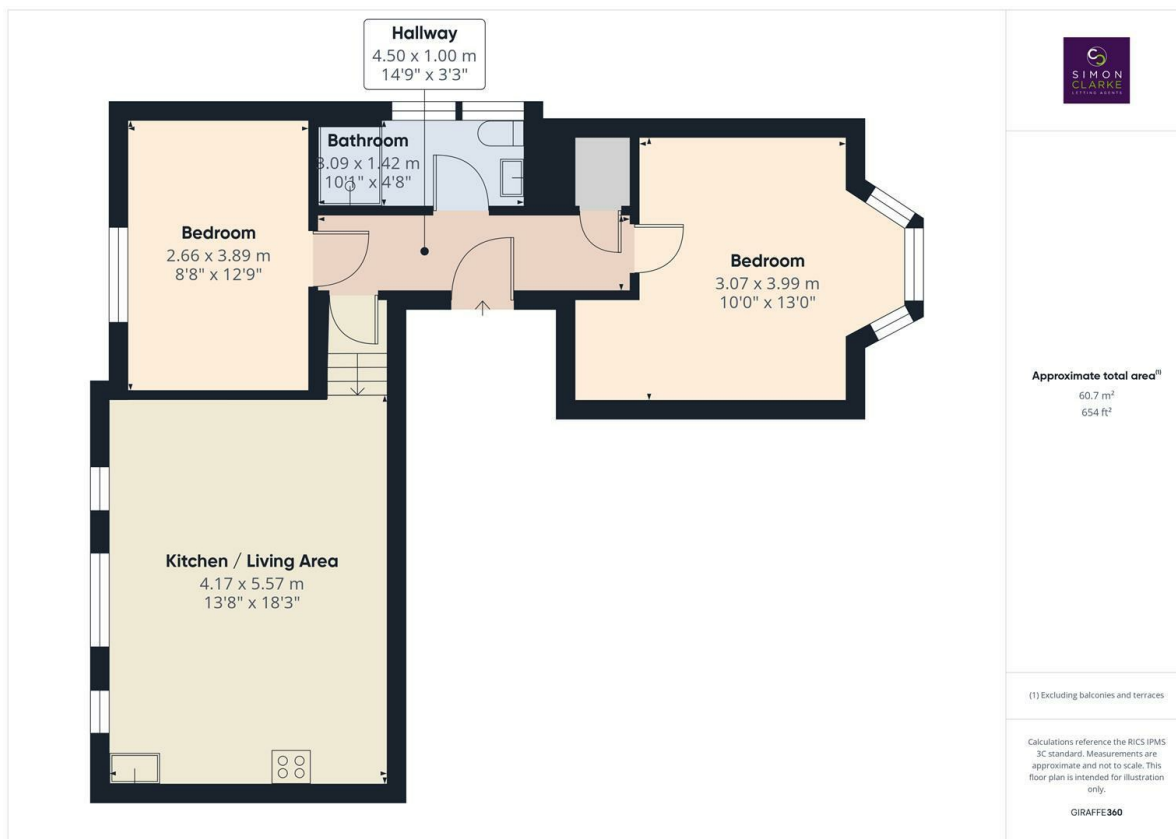 Hallway
4.50 x 1.00 m
14'9" x 3'3"
Bathroom
3.09 x 1.42 m
10'1" x 4'8"
Bedroom
2.66 x 3.89 m
8'8" x 12'9"
Bedroom
3.07 x 3.99 m
10'0" x 13'0"
Kitchen / Living Area
4.17 x 5.57 m
13'8" x 18'3"
SIMON
CLARKE
LETTING AGENTS
Approximate total area(1)
60.7 m²
654 ft²
(1) Excluding balconies and terraces
Calculations reference the RICS IPMS
3C standard. Measurements are
approximate and not to scale. This
floor plan is intended for illustration
only.
GIRAFFE360